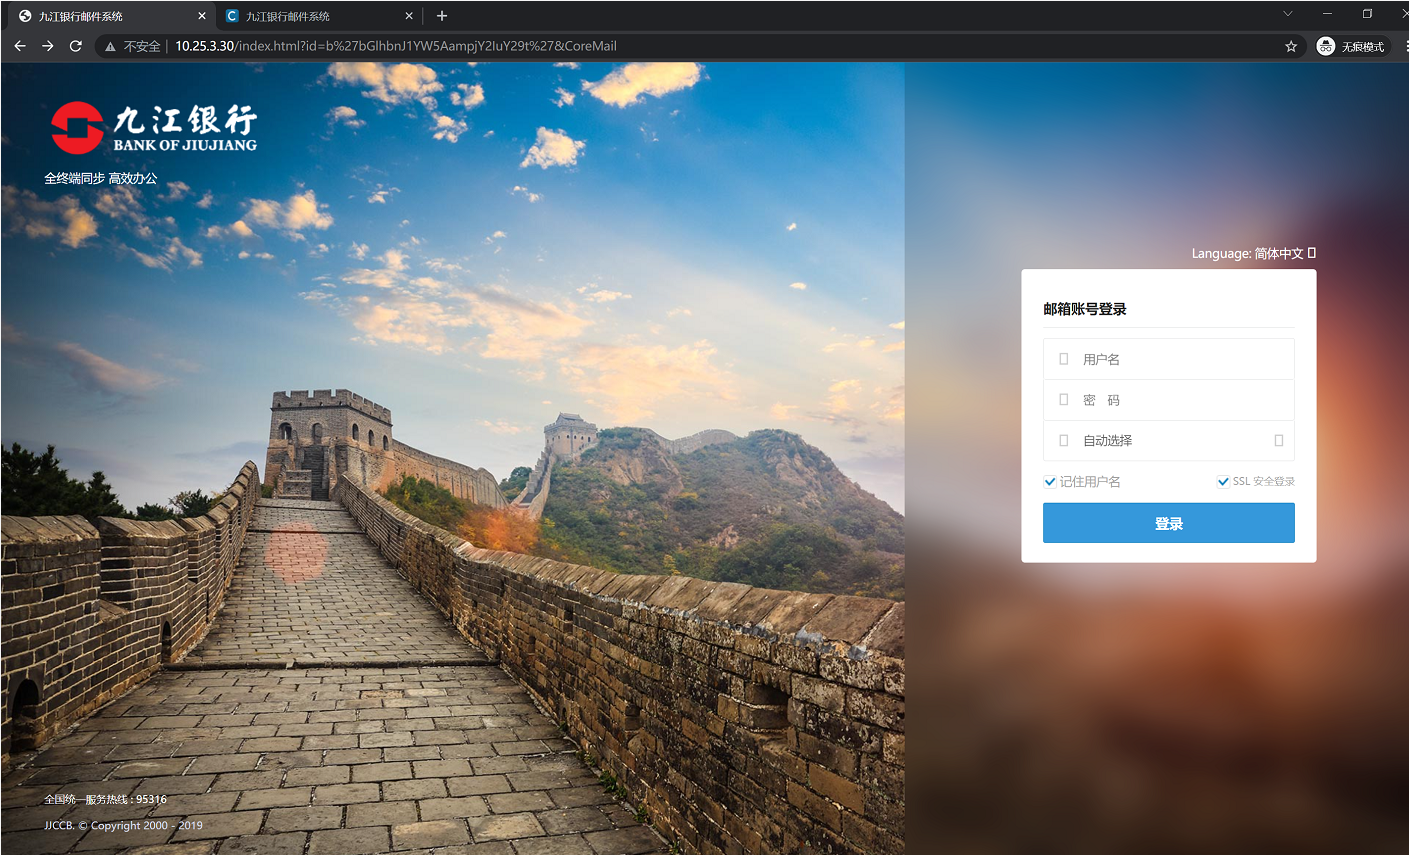 九江银行邮件系统
九江银行邮件系统
不安全
10.25.3.30/index.html?id=b%27bGlhbnJ1YW5AampjY2IuY29t%27&CoreMail
无痕模式
九江银行
BANK OF JIUJIANG
全终端同步 高效办公
Language: 简体中文
邮箱账号登录
用户名
密 码
自动选择
记住用户名 SSL 安全登录
登录
全国统一服务热线 : 95316
JJCCB. © Copyright 2000 - 2019